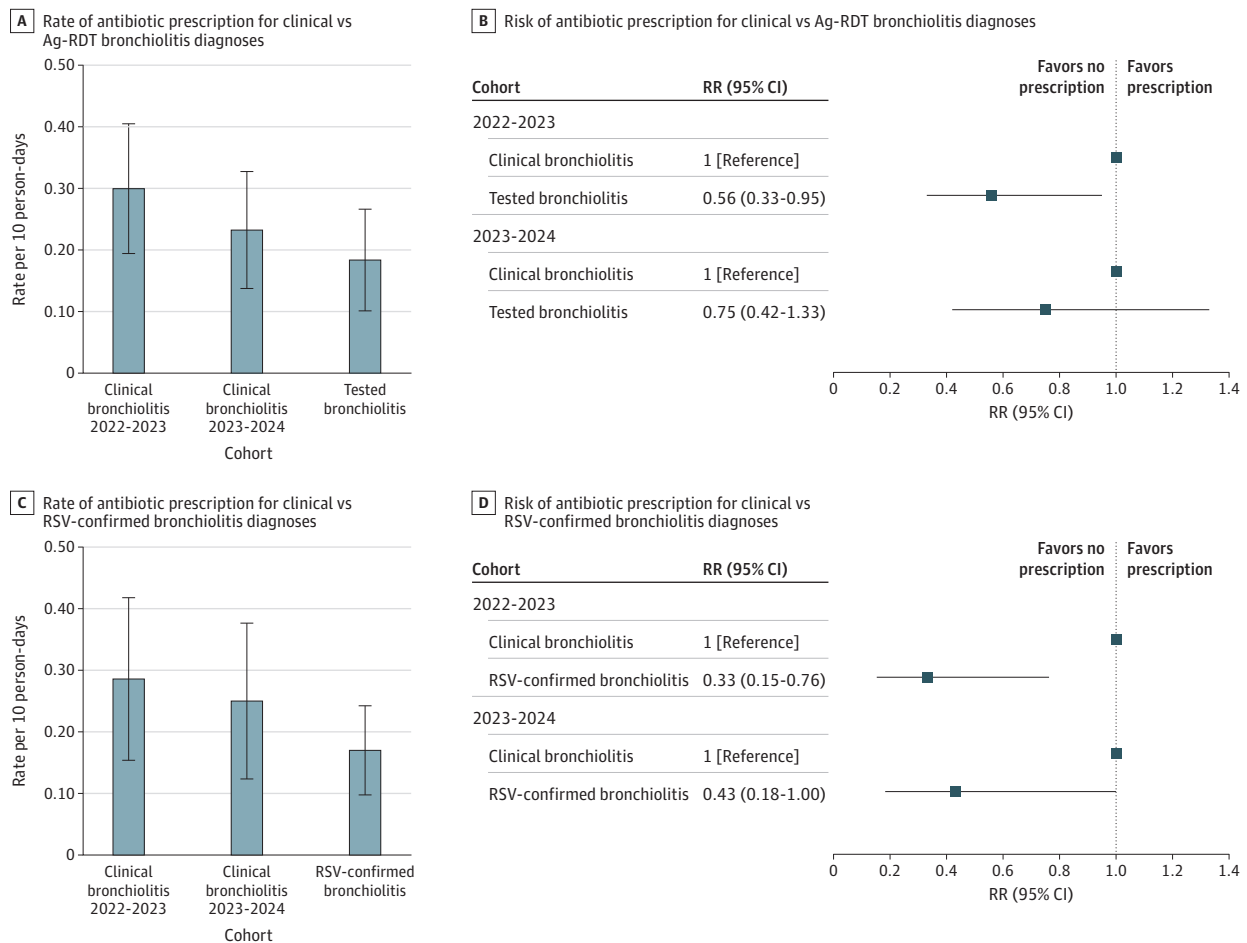 A Rate of antibiotic prescription for clinical vs
Ag-RDT bronchiolitis diagnoses
0.50
0.40
0.30
0.20
0.10
0
Rate per 10 person-days
Clinical
bronchiolitis
2022-2023
Clinical
bronchiolitis
2023-2024
Tested
bronchiolitis
Cohort
B Risk of antibiotic prescription for clinical vs Ag-RDT bronchiolitis diagnoses
Cohort RR (95% CI)
Favors no
prescription
Favors
prescription
2022-2023
Clinical bronchiolitis 1 [Reference]
Tested bronchiolitis 0.56 (0.33-0.95)
2023-2024
Clinical bronchiolitis 1 [Reference]
Tested bronchiolitis 0.75 (0.42-1.33)
0 0.2 0.4 0.6 0.8 1.0 1.2 1.4
RR (95% CI)
C Rate of antibiotic prescription for clinical vs
RSV-confirmed bronchiolitis diagnoses
0.50
0.40
0.30
0.20
0.10
0
Rate per 10 person-days
Clinical
bronchiolitis
2022-2023
Clinical
bronchiolitis
2023-2024
RSV-confirmed
bronchiolitis
Cohort
D Risk of antibiotic prescription for clinical vs
RSV-confirmed bronchiolitis diagnoses
Cohort RR (95% CI)
Favors no
prescription
Favors
prescription
2022-2023
Clinical bronchiolitis 1 [Reference]
RSV-confirmed bronchiolitis 0.33 (0.15-0.76)
2023-2024
Clinical bronchiolitis 1 [Reference]
RSV-confirmed bronchiolitis 0.43 (0.18-1.00)
0 0.2 0.4 0.6 0.8 1.0 1.2 1.4
RR (95% CI)